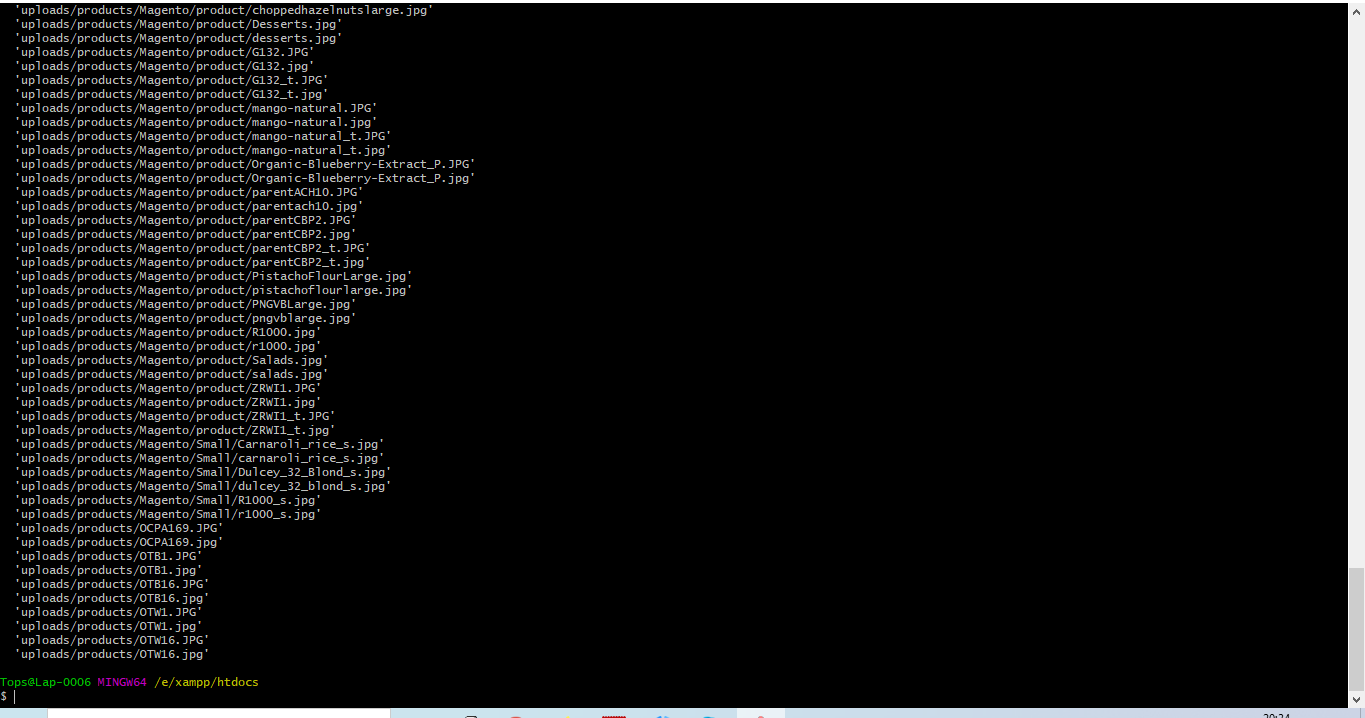 'uploads/products/Magento/product/choppedhazelnutslarge.jpg'
'uploads/products/Magento/product/Desserts.jpg'
'uploads/products/Magento/product/desserts.jpg'
'uploads/products/Magento/product/G132.JPG'
'uploads/products/Magento/product/G132.jpg'
'uploads/products/Magento/product/G132_t.JPG'
'uploads/products/Magento/product/G132_t.jpg'
'uploads/products/Magento/product/mango-natural.JPG'
'uploads/products/Magento/product/mango-natural.jpg'
'uploads/products/Magento/product/mango-natural_t.JPG'
'uploads/products/Magento/product/mango-natural_t.jpg'
'uploads/products/Magento/product/Organic-Blueberry-Extract_P.JPG'
'uploads/products/Magento/product/Organic-Blueberry-Extract_P.jpg'
'uploads/products/Magento/product/parentACH10.JPG'
'uploads/products/Magento/product/parentach10.jpg'
'uploads/products/Magento/product/parentCBP2.JPG'
'uploads/products/Magento/product/parentCBP2.jpg'
'uploads/products/Magento/product/parentCBP2_t.JPG'
'uploads/products/Magento/product/parentCBP2_t.jpg'
'uploads/products/Magento/product/PistachoFlourLarge.jpg'
'uploads/products/Magento/product/pistachoflourlarge.jpg'
'uploads/products/Magento/product/PNGVBLarge.jpg'
'uploads/products/Magento/product/pngvblarge.jpg'
'uploads/products/Magento/product/R1000.jpg'
'uploads/products/Magento/product/r1000.jpg'
'uploads/products/Magento/product/Salads.jpg'
'uploads/products/Magento/product/salads.jpg'
'uploads/products/Magento/product/ZRWI1.JPG'
'uploads/products/Magento/product/ZRWI1.jpg'
'uploads/products/Magento/product/ZRWI1_t.JPG'
'uploads/products/Magento/product/ZRWI1_t.jpg'
'uploads/products/Magento/Small/Carnaroli_rice_s.jpg'
'uploads/products/Magento/Small/carnaroli_rice_s.jpg'
'uploads/products/Magento/Small/Dulcey_32_Blond_s.jpg'
'uploads/products/Magento/Small/dulcey_32_blond_s.jpg'
'uploads/products/Magento/Small/R1000_s.jpg'
'uploads/products/Magento/Small/r1000_s.jpg'
'uploads/products/OCPA169.JPG'
'uploads/products/OCPA169.jpg'
'uploads/products/OTB1.JPG'
'uploads/products/OTB1.jpg'
'uploads/products/OTB16.JPG'
'uploads/products/OTB16.jpg'
'uploads/products/OTW1.JPG'
'uploads/products/OTW1.jpg'
'uploads/products/OTW16.JPG'
'uploads/products/OTW16.jpg'
Tops@Lap-0006 MINGW64 /e/xampp/htdocs
$